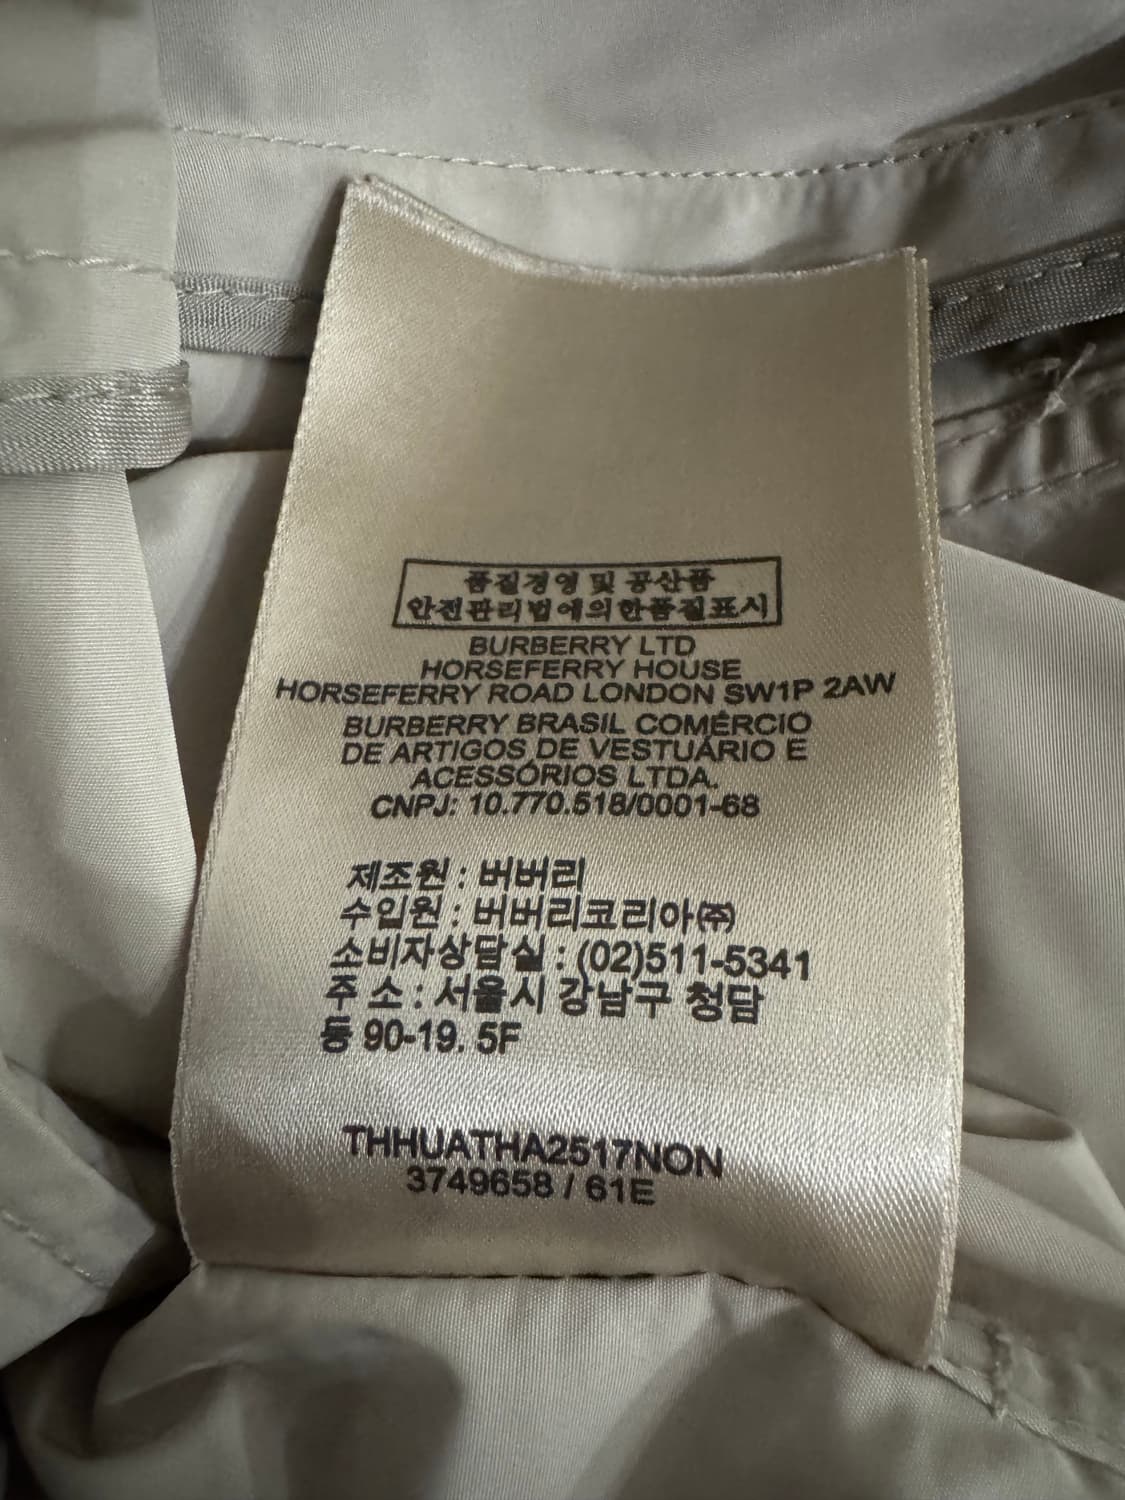 품질경영 및 공산품
안전관리법에의한품질표시
BURBERRY LTD
HORSEFERRY HOUSE
HORSEFERRY ROAD LONDON SW1P 2AW
BURBERRY BRASIL COMÉRCIO
DE ARTIGOS DE VESTUÁRIO E
ACESSÓRIOS LTDA.
CNPJ: 10.770.518/0001-68
제조원 : 버버리
수입원 : 버버리코리아㈜
소비자상담실 : (02)511-5341
주 소 : 서울시 강남구 청담
동 90-19. 5F
THHUATHA2517NON
3749658 / 61E